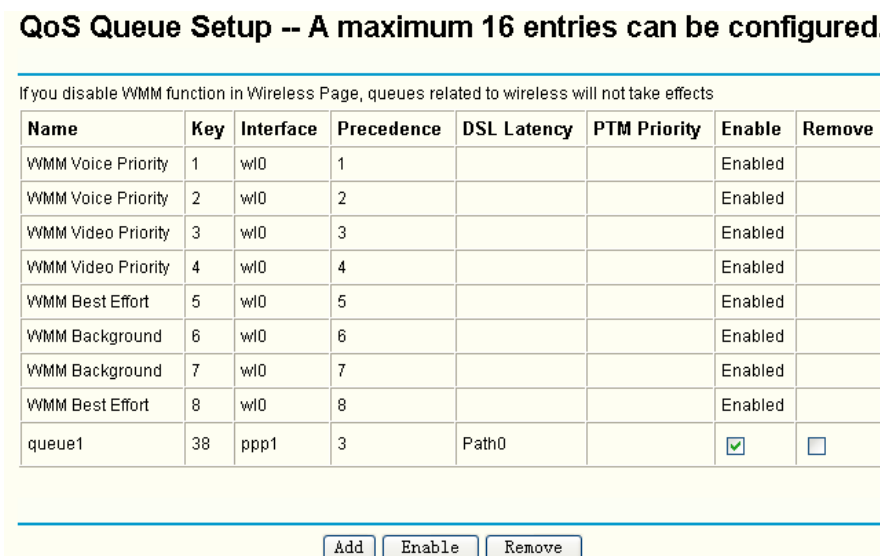 QoS Queue Setup -- A maximum 16 entries can be configured.
If you disable WMM function in Wireless Page, queues related to wireless will not take effects
Name Key Interface Precedence DSL Latency PTM Priority Enable Remove
WMM Voice Priority 1 wl0 1 Enabled
WMM Voice Priority 2 wl0 2 Enabled
WMM Video Priority 3 wl0 3 Enabled
WMM Video Priority 4 wl0 4 Enabled
WMM Best Effort 5 wl0 5 Enabled
WMM Background 6 wl0 6 Enabled
WMM Background 7 wl0 7 Enabled
WMM Best Effort 8 wl0 8 Enabled
queue1 38 ppp1 3 Path0
Add Enable Remove